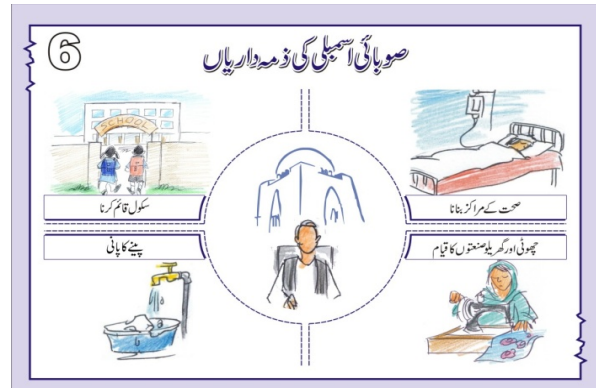 6
صوبائی اسمبلی کی ذمہ داریاں
SCHOOL
صحت کے مراکز بنانا
سکول قائم کرنا
چھوٹی اور گھریلو صنعتوں کا قیام
پینے کا پانی